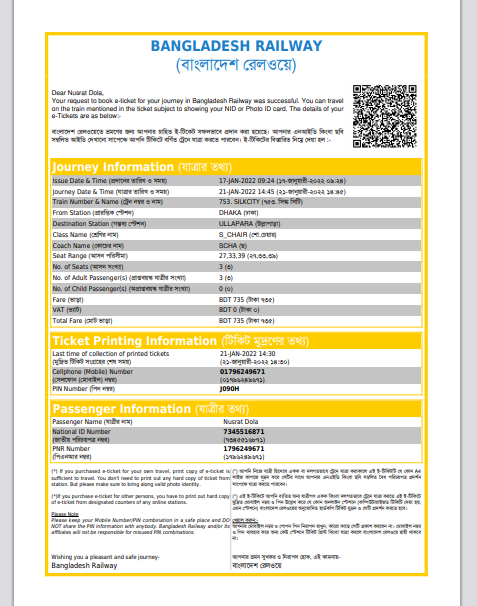 BANGLADESH RAILWAY
(বাংলাদেশ রেলওয়ে)
Dear Nusrat Dola,
Your request to book e-ticket for your journey in Bangladesh Railway was successful. You can travel
on the train mentioned in the ticket subject to showing your NID or Photo ID card. The details of your
e-Tickets are as below:-
বাংলাদেশ রেলওয়েতে ভ্রমণের জন্য আপনার চাহিত ই-টিকেট সফলভাবে প্রদান করা হয়েছে। আপনার এনআইডি কিংবা ছবি
সম্বলিত আইডি দেখানো সাপেক্ষে আপনি টিকিটে বর্ণিত ট্রেনে যাত্রা করতে পারবেন। ই-টিকিটের বিস্তারিত নিম্নে দেয়া হল :-
Journey Information (যাত্রার তথ্য)
Issue Date & Time (প্রদানের তারিখ ও সময়) 17-JAN-2022 09:24 (১৭-জানুয়ারী-২০২২ ০৯:২৪)
Journey Date & Time (যাত্রার তারিখ ও সময়) 21-JAN-2022 14:45 (২১-জানুয়ারী-২০২২ ১৪:৪৫)
Train Number & Name (ট্রেন নম্বর ও নাম) 753. SILKCITY (৭৫৩. সিল্ক সিটি)
From Station (প্রারম্ভিক স্টেশন) DHAKA (ঢাকা)
Destination Station (গন্তব্য স্টেশন) ULLAPARA (উল্লাপাড়া)
Class Name (শ্রেণির নাম) S_CHAIR (শো.চেয়ার)
Coach Name (কোচের নাম) SCHA (ছ)
Seat Range (আসন পরিসীমা) 27,33,39 (২৭,৩৩,৩৯)
No. of Seats (আসন সংখ্যা) 3 (৩)
No. of Adult Passenger(s) (প্রাপ্তবয়স্ক যাত্রীর সংখ্যা) 3 (৩)
No. of Child Passenger(s) (অপ্রাপ্তবয়স্ক যাত্রীর সংখ্যা) 0 (০)
Fare (ভাড়া) BDT 735 (টাকা ৭৩৫)
VAT (ভ্যাট) BDT 0 (টাকা ০)
Total Fare (মোট ভাড়া) BDT 735 (টাকা ৭৩৫)
Ticket Printing Information (টিকিট মুদ্রণের তথ্য)
Last time of collection of printed tickets 21-JAN-2022 14:30
(মুদ্রিত টিকিট সংগ্রহের শেষ সময়) (২১-জানুয়ারী-২০২২ ১৪:৩০)
Cellphone (Mobile) Number 01796249671
(সেলফোন (মোবাইল) নম্বর) (০১৭৯৬২৪৯৬৭১)
PIN Number (পিন নম্বর) J090H
Passenger Information (যাত্রীর তথ্য)
Passenger Name (যাত্রীর নাম) Nusrat Dola
National ID Number 7345516871
(জাতীয় পরিচয়পত্র নম্বর)
PNR Number 1796249671
(পিএনআর নম্বর) (১৭৯৬২৪৯৬৭১)
(*) If you purchased e-ticket for your own travel, print copy of e-ticket is
sufficient to travel. You don't need to print out any hard copy of ticket from
station. But please make sure to bring along valid photo identity.
(*)If you purchase e-ticket for other persons, you have to print out hard copy
of e-ticket from designated counters of any online stations.
Please Note
Please keep your Mobile Number/PIN combination in a safe place and DO
NOT share the PIN information with anybody. Bangladesh Railway and/or its
affiliates will not be responsible for misused PIN combinations.
Wishing you a pleasant and safe journey-
Bangladesh Railway
আপনার ভ্রমণ সুখকর ও নিরাপদ হোক, এই কামনায়-
বাংলাদেশ রেলওয়ে